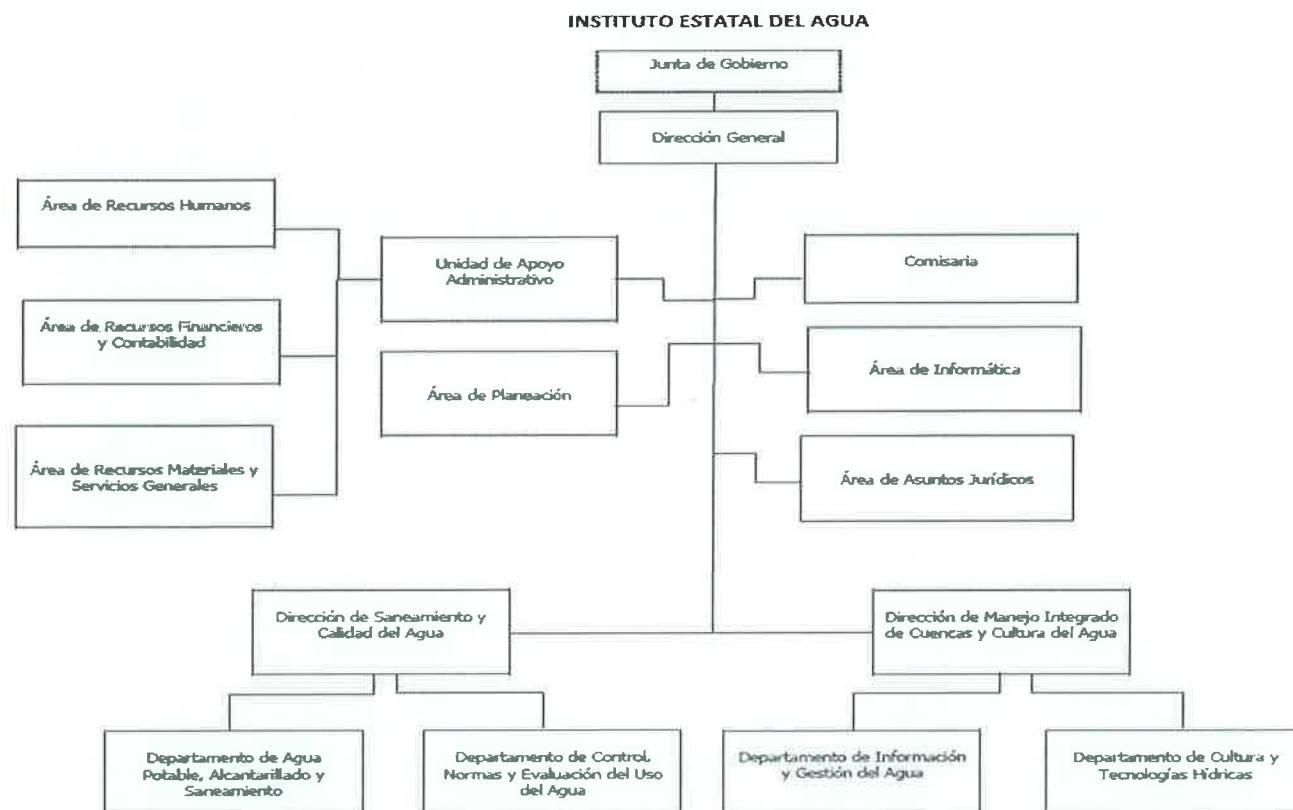 INSTITUTO ESTATAL DEL AGUA
Junta de Gobierno
Dirección General
Área de Recursos Humanos
Unidad de Apoyo
Administrativo
Comisaria
Área de Recursos Financieros
y Contabilidad
Área de Planeación
Área de Informática
Área de Recursos Materiales y
Servicios Generales
Área de Asuntos Jurídicos
Dirección de Saneamiento y
Calidad del Agua
Dirección de Manejo Integrado
de Cuencas y Cultura del Agua
Departamento de Agua
Potable, Alcantarillado y
Saneamiento
Departamento de Control,
Normas y Evaluación del Uso
del Agua
Departamento de Información
y Gestión del Agua
Departamento de Cultura y
Tecnologías Hídricas